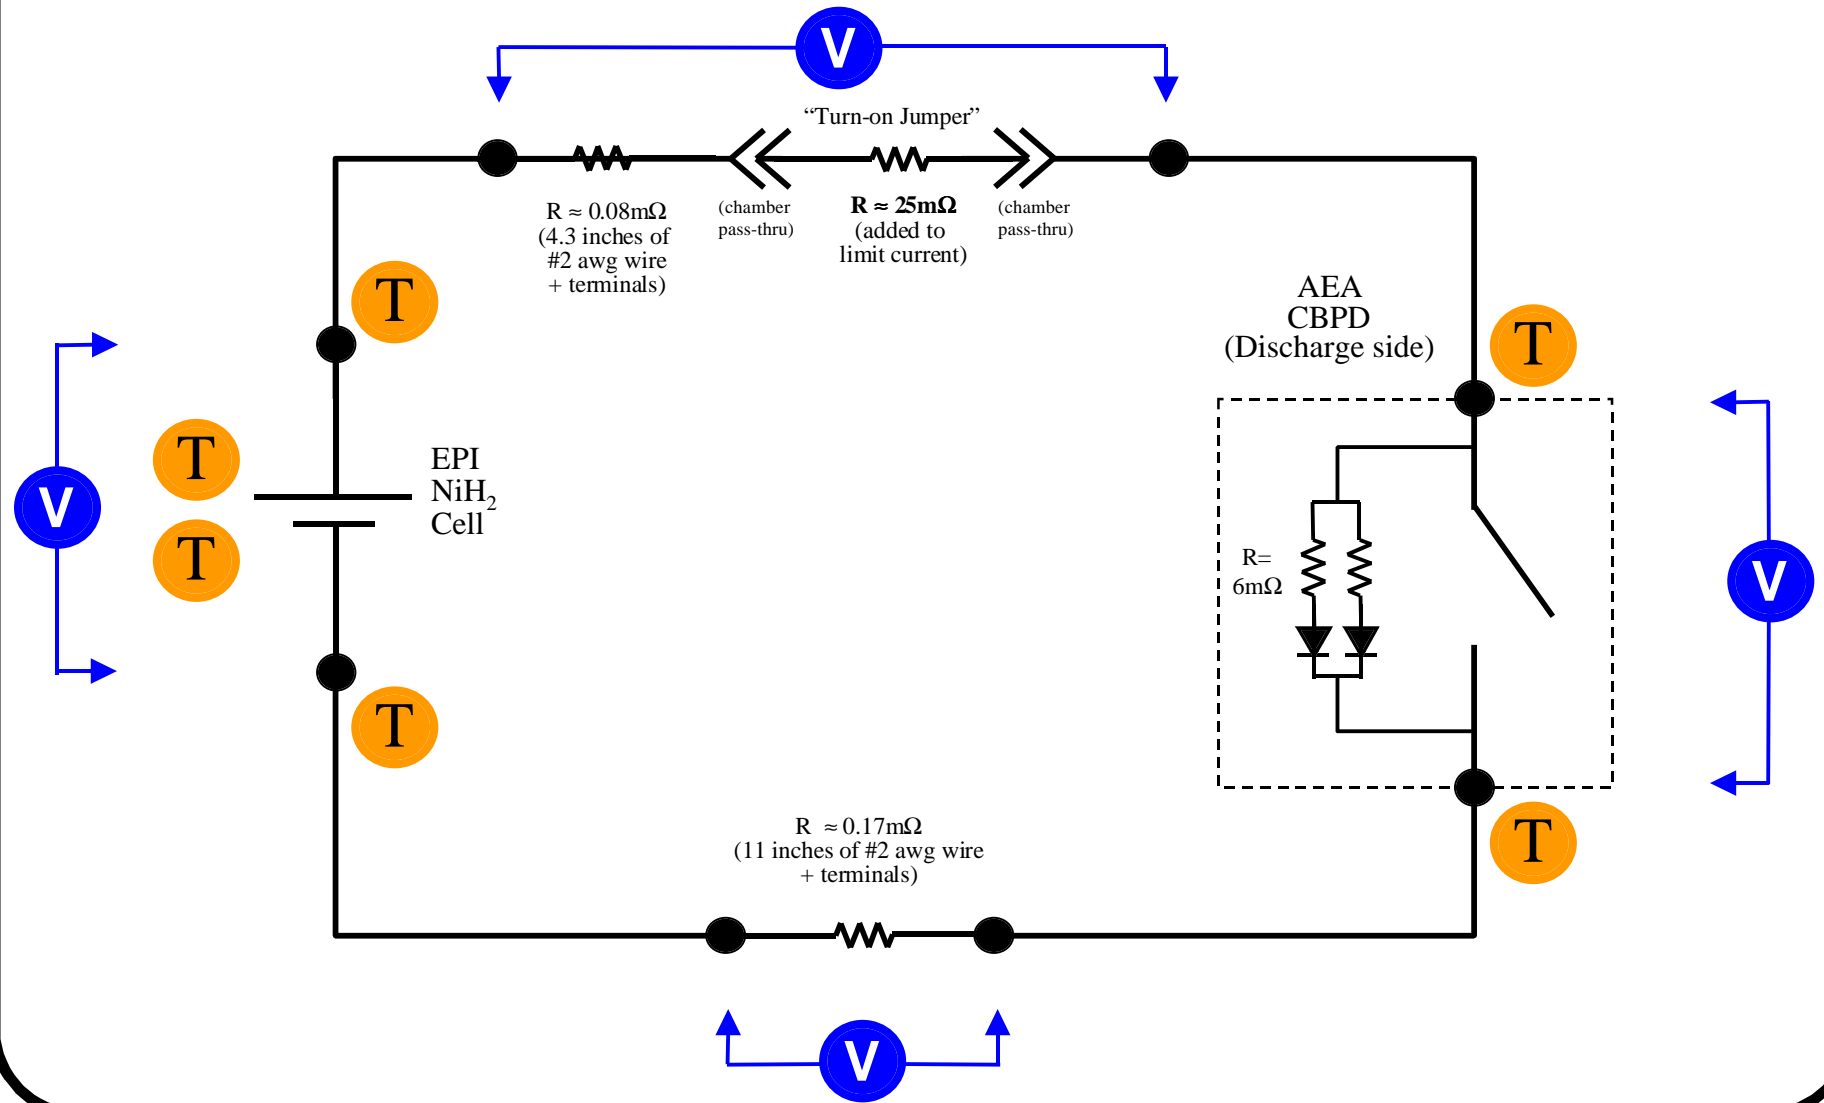 V
“Turn-on Jumper”
R ≈ 0.08mΩ
(4.3 inches of
#2 awg wire
+ terminals)
(chamber
pass-thru)
R ≈ 25mΩ
(added to
limit current)
(chamber
pass-thru)
T
AEA
CBPD
(Discharge side)
T
T
T
V
EPI
NiH2
Cell
R=
6mΩ
V
T
R ≈ 0.17mΩ
(11 inches of #2 awg wire
+ terminals)
T
V